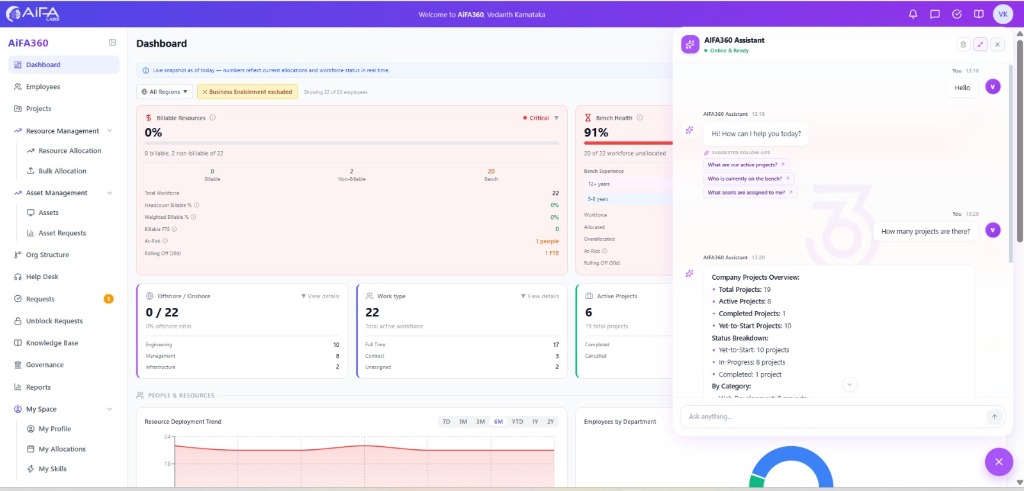 AiFA LABS
Welcome to AiFA360, Vedanth Karnataka
VK
AiFA360
Dashboard
Employees
Projects
Resource Management
Resource Allocation
Bulk Allocation
Asset Management
Assets
Asset Requests
Org Structure
Help Desk
Requests 1
Unblock Requests
Knowledge Base
Governance
Reports
My Space
My Profile
My Allocations
My Skills
Dashboard
Live snapshot as of today — numbers reflect current allocations and workforce status in real time.
All Regions ▼
× Business Enablement excluded
Showing 22 of 22 employees
Billable Resources
Critical ▼
0%
0 billable, 2 non-billable of 22
0 2 20
Billable Non-Billable Bench
Total Workforce 22
Headcount Billable % 0%
Weighted Billable % 0%
Billable FTE 0
At-Risk 3 people
Rolling Off (30d) 1 FTE
Bench Health
91%
20 of 22 workforce unallocated
Bench Experience
12+ years
5-8 years
Workforce
Allocated
Overallocated
At-Risk
Rolling Off (30d)
Offshore / Onshore
▼ View details
0 / 22
0% offshore ratio
Engineering 10
Management 8
Infrastructure 2
Work type
▼ View details
22
Total active workforce
Full Time 17
Contract 3
Unassigned 2
Active Projects
6
19 total projects
Completed
Cancelled
PEOPLE & RESOURCES
Resource Deployment Trend
7D 1M 3M 6M YTD 1Y 2Y
24
Employees by Department
AIFA360 Assistant
Online & Ready
You 13:18
Hello
V
AIFA360 Assistant 13:18
Hi! How can I help you today?
SUGGESTED FOLLOW-UPS
What are our active projects? ×
Who is currently on the bench? ×
What assets are assigned to me? ×
You 13:20
How many projects are there?
V
AIFA360 Assistant 13:20
Company Projects Overview:
• Total Projects: 19
• Active Projects: 8
• Completed Projects: 1
• Yet-to-Start Projects: 10
Status Breakdown:
• Yet-to-Start: 10 projects
• In-Progress: 8 projects
• Completed: 1 project
By Category:
Ask anything...